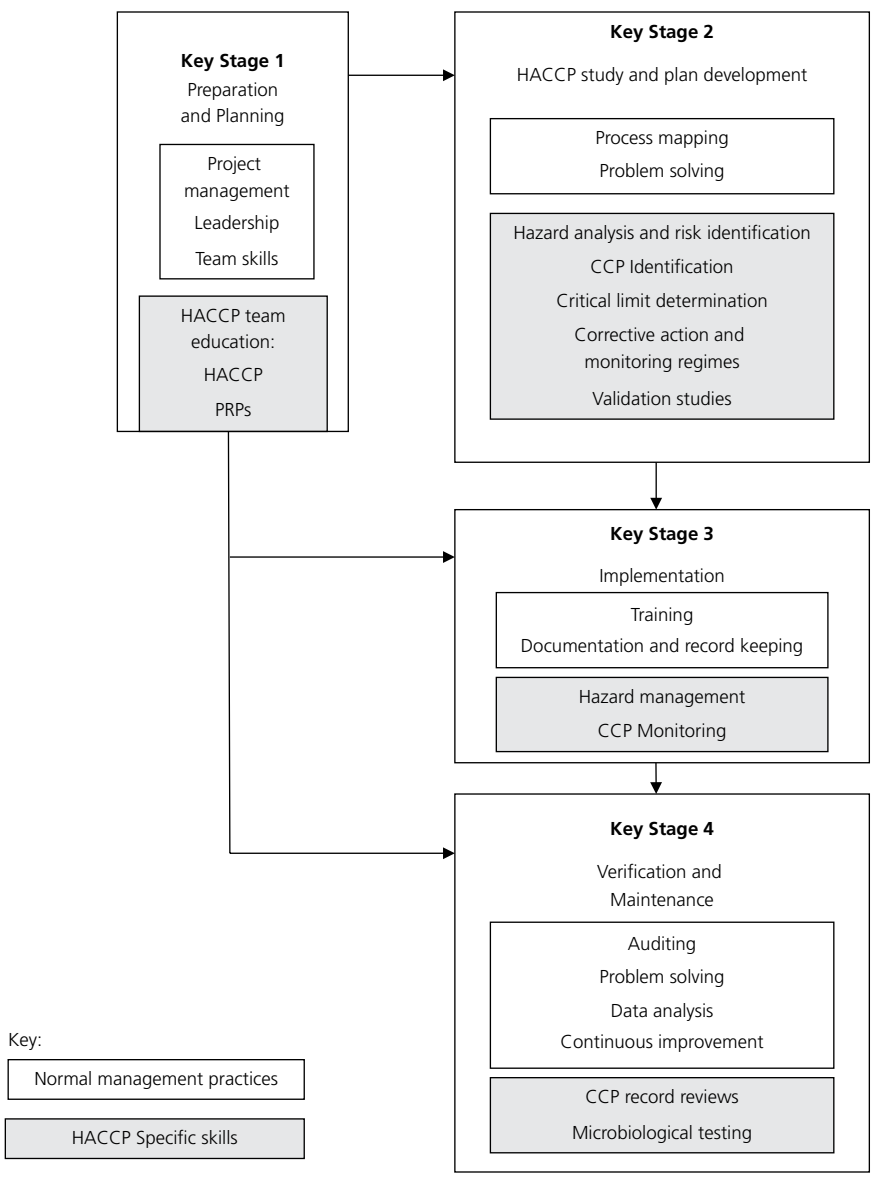 Key Stage 1
Preparation
and Planning
Project
management
Leadership
Team skills
HACCP team
education:
HACCP
PRPs
Key Stage 2
HACCP study and plan development
Process mapping
Problem solving
Hazard analysis and risk identification
CCP Identification
Critical limit determination
Corrective action and
monitoring regimes
Validation studies
Key Stage 3
Implementation
Training
Documentation and record keeping
Hazard management
CCP Monitoring
Key Stage 4
Verification and
Maintenance
Auditing
Problem solving
Data analysis
Continuous improvement
CCP record reviews
Microbiological testing
Key:
Normal management practices
HACCP Specific skills